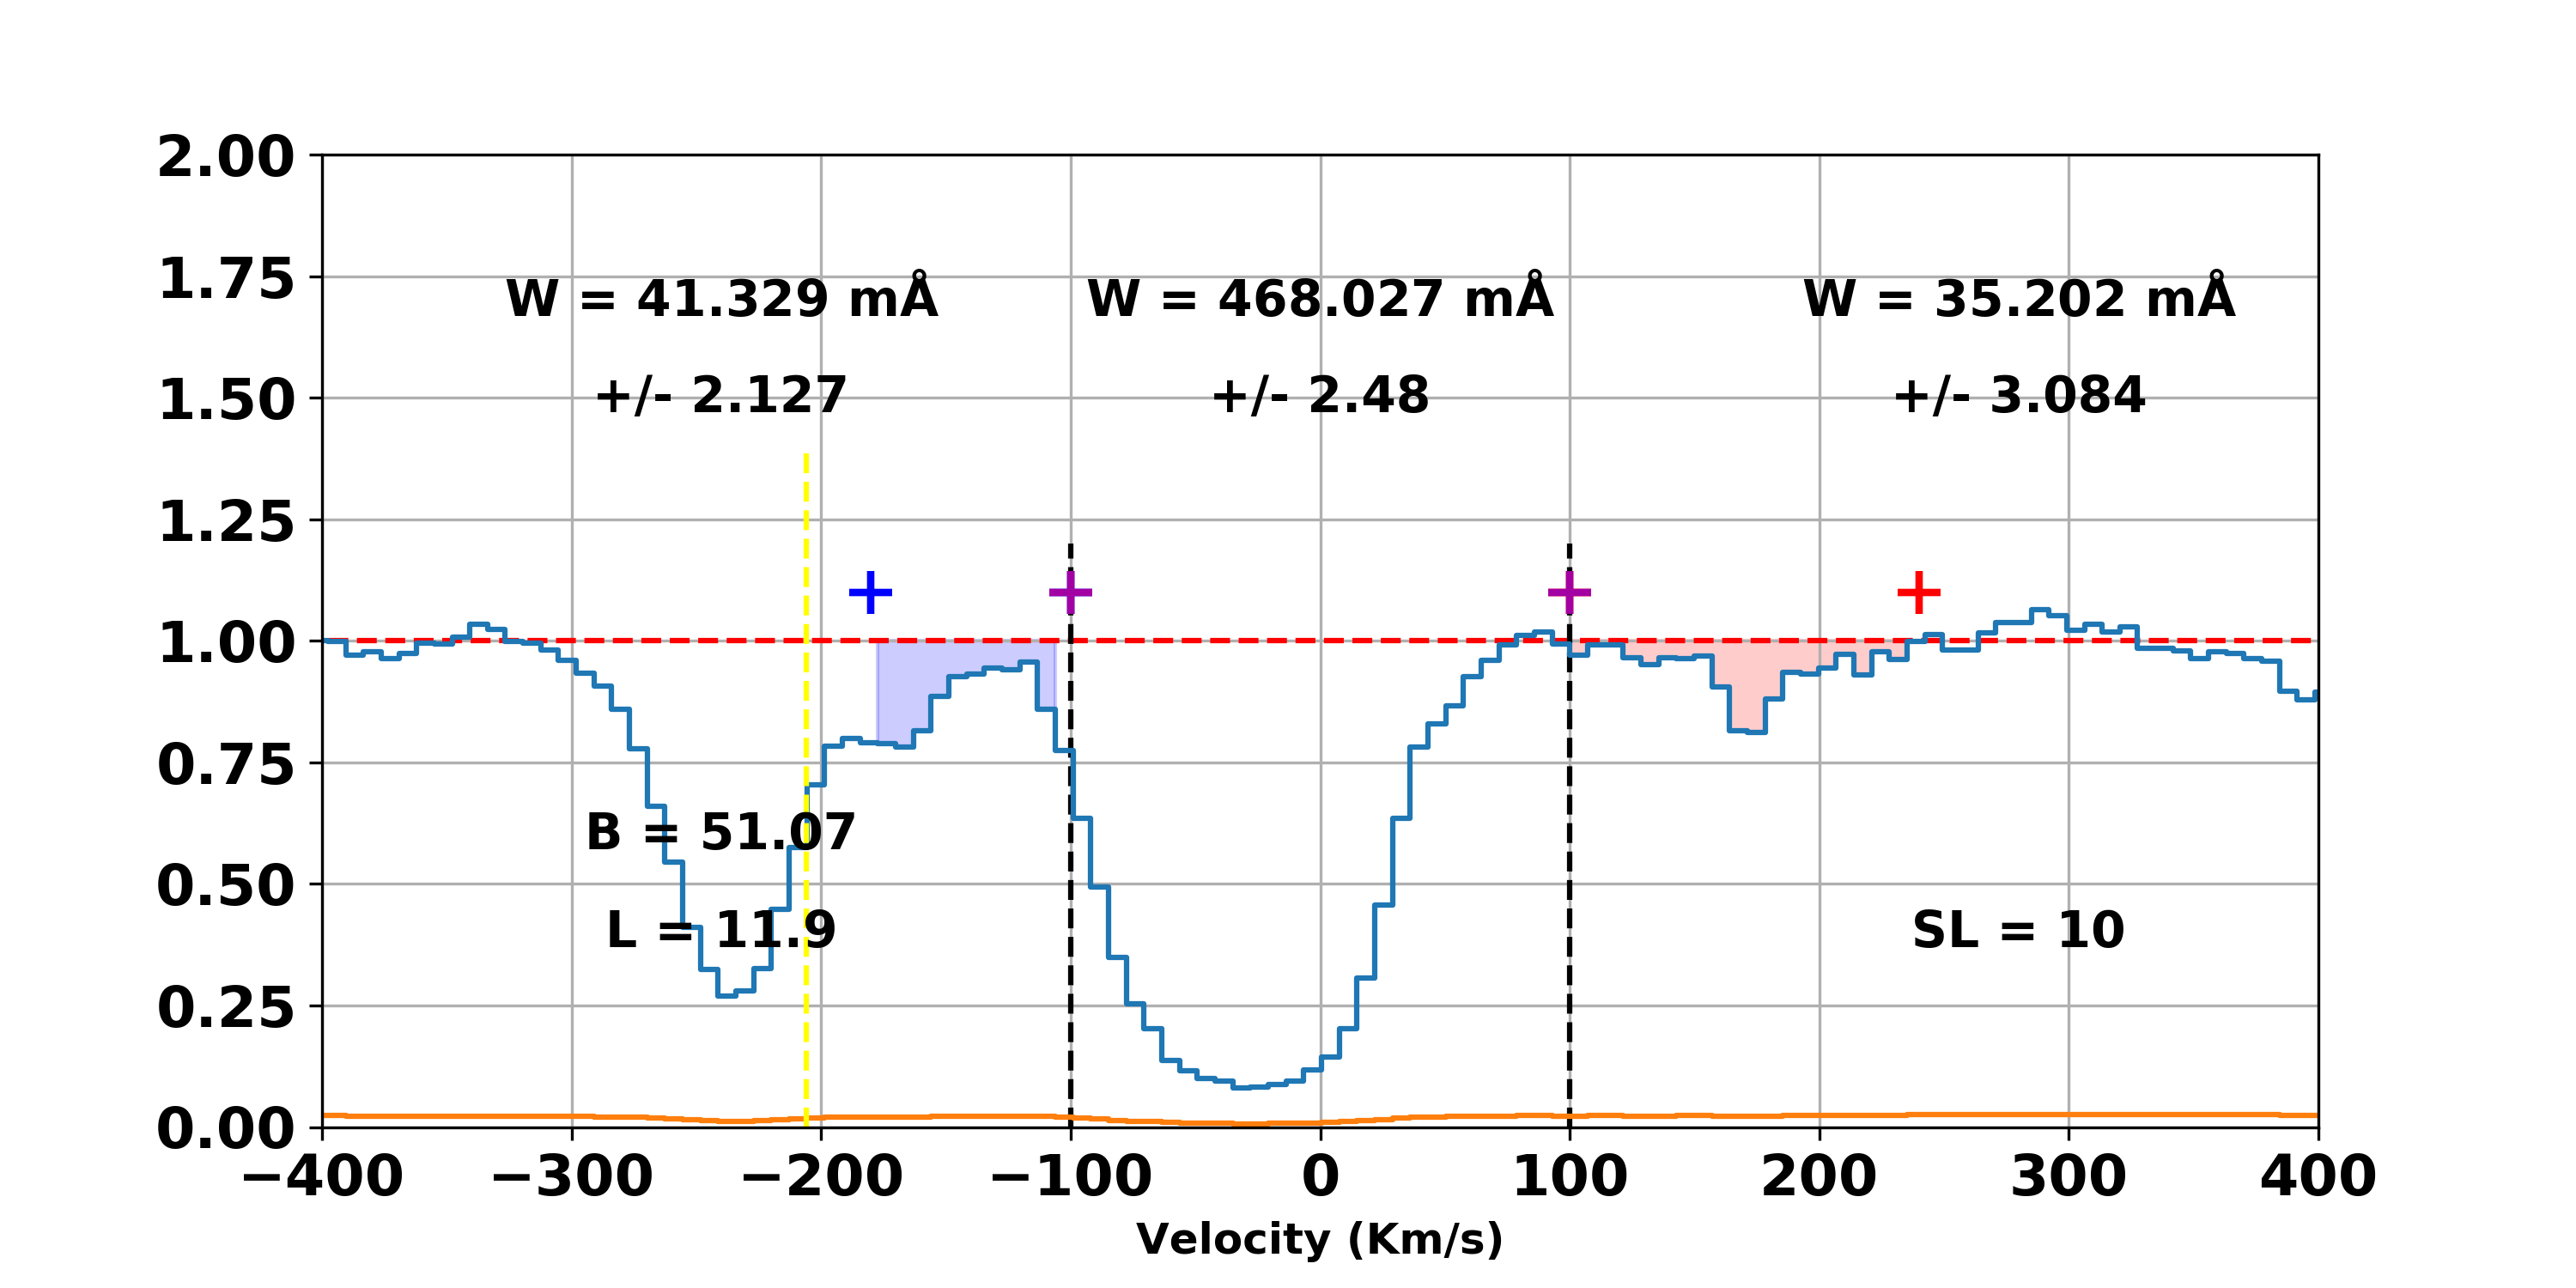 2.00
1.75
1.50
1.25
1.00
0.75
0.50
0.25
0.00
W = 41.329 mÅ
+/- 2.127
W = 468.027 mÅ
+/- 2.48
W = 35.202 mÅ
+/- 3.084
B = 51.07
L = 11.9
SL = 10
−400 −300 −200 −100 0 100 200 300 400
Velocity (Km/s)